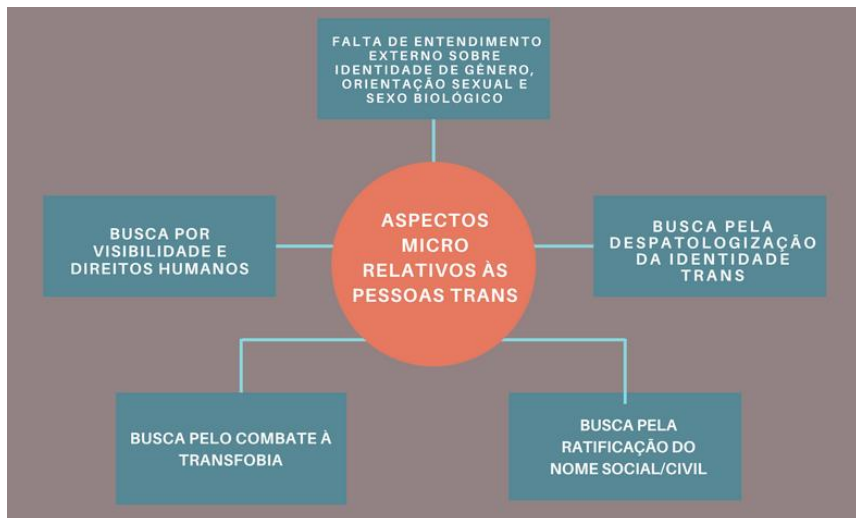 FALTA DE ENTENDIMENTO
EXTERNO SOBRE
IDENTIDADE DE GÊNERO,
ORIENTAÇÃO SEXUAL E
SEXO BIOLÓGICO
BUSCA POR
VISIBILIDADE E
DIREITOS HUMANOS
ASPECTOS
MICRO
RELATIVOS ÀS
PESSOAS TRANS
BUSCA PELA
DESPATOLOGIZAÇÃO
DA IDENTIDADE
TRANS
BUSCA PELO COMBATE À
TRANSFOBIA
BUSCA PELA
RATIFICAÇÃO DO
NOME SOCIAL/CIVIL